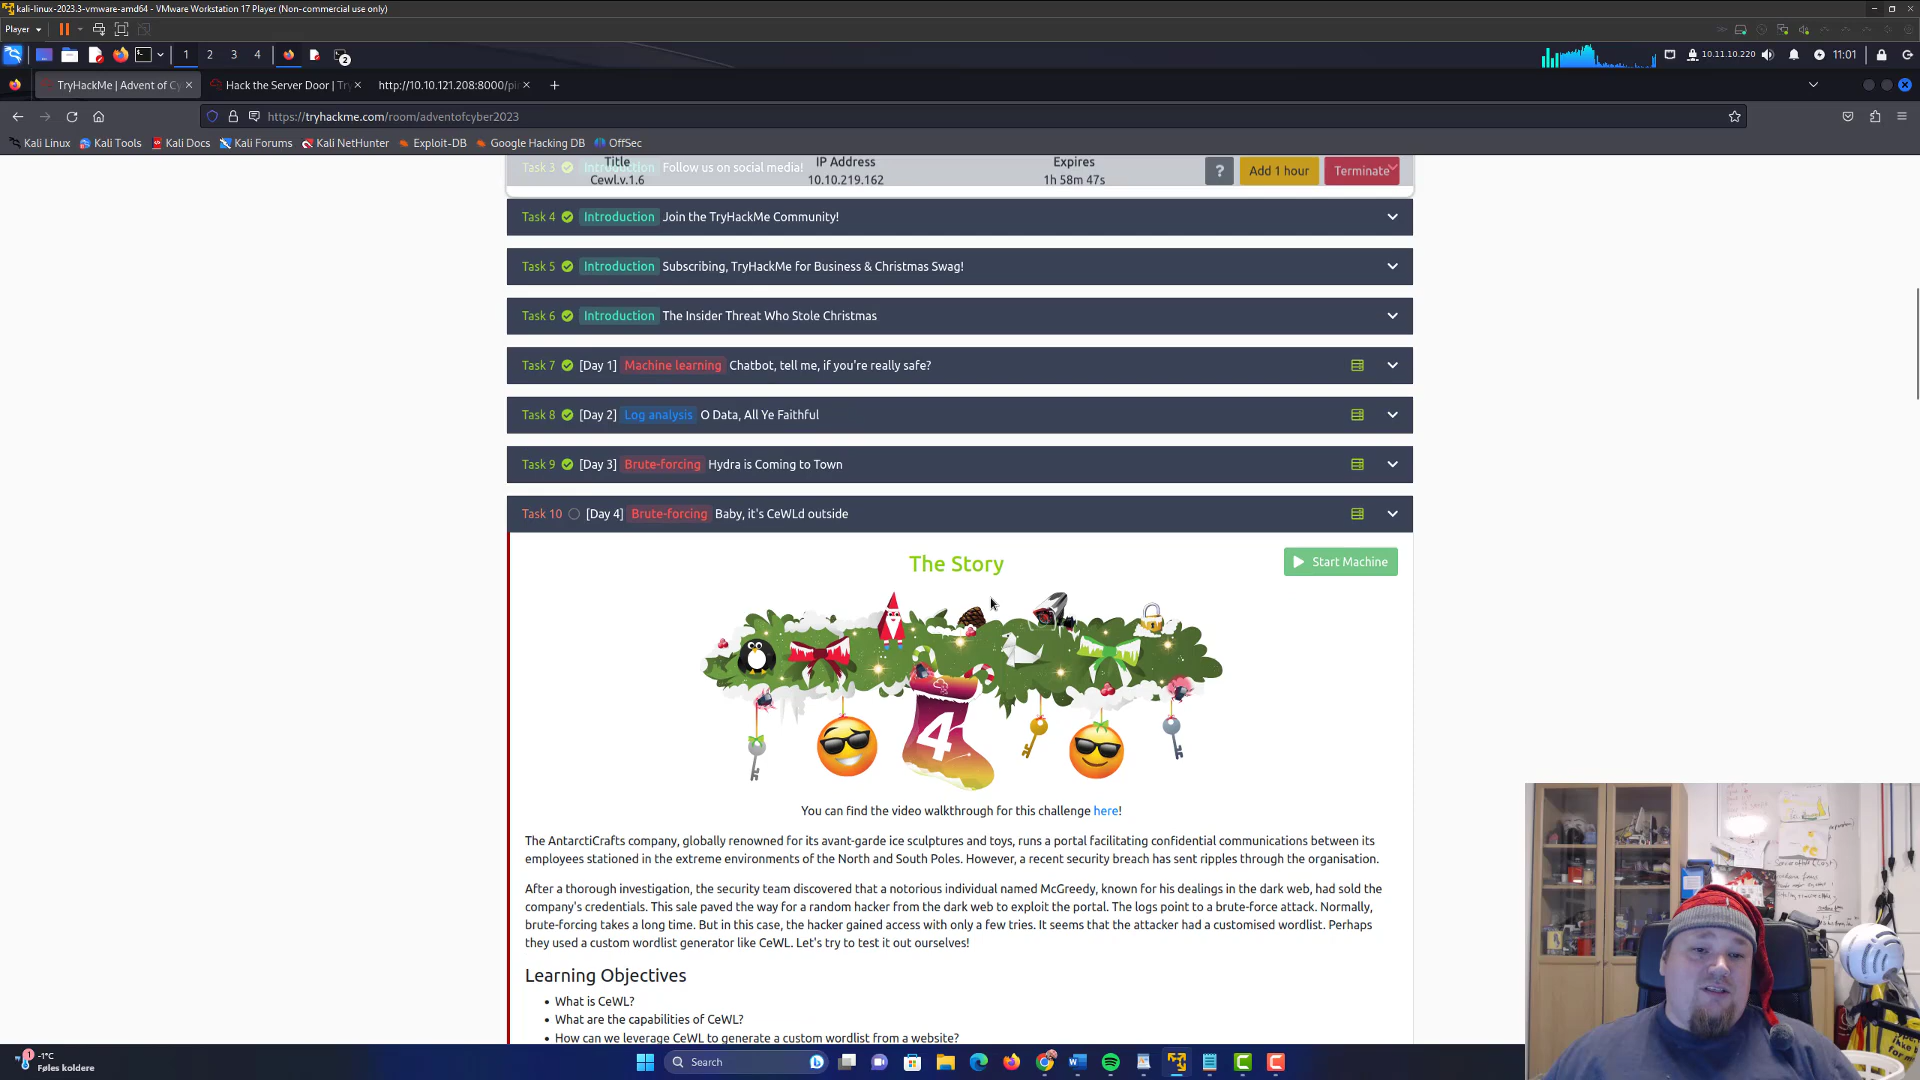 kali-linux-2023.3-vmware-amd64 - VMware Workstation 17 Player (Non-commercial use only)
Player
1 2 3 4
2
10.11.10.220
11:01
TryHackMe | Advent of Cy
Hack the Server Door | Try
http://10.10.121.208:8000/pi
https://tryhackme.com/room/adventofcyber2023
Kali Linux Kali Tools Kali Docs Kali Forums Kali NetHunter Exploit-DB Google Hacking DB OffSec
Task 3 Introduction Follow us on social media!
Title IP Address Expires
Cewl.v.1.6 10.10.219.162 1h 58m 47s
? Add 1 hour Terminate
Task 4 Introduction Join the TryHackMe Community!
Task 5 Introduction Subscribing, TryHackMe for Business & Christmas Swag!
Task 6 Introduction The Insider Threat Who Stole Christmas
Task 7 [Day 1] Machine learning Chatbot, tell me, if you're really safe?
Task 8 [Day 2] Log analysis O Data, All Ye Faithful
Task 9 [Day 3] Brute-forcing Hydra is Coming to Town
Task 10 [Day 4] Brute-forcing Baby, it's CeWLd outside
The Story
Start Machine
4
You can find the video walkthrough for this challenge here!
The AntarctiCrafts company, globally renowned for its avant-garde ice sculptures and toys, runs a portal facilitating confidential communications between its
employees stationed in the extreme environments of the North and South Poles. However, a recent security breach has sent ripples through the organisation.
After a thorough investigation, the security team discovered that a notorious individual named McGreedy, known for his dealings in the dark web, had sold the
company's credentials. This sale paved the way for a random hacker from the dark web to exploit the portal. The logs point to a brute-force attack. Normally,
brute-forcing takes a long time. But in this case, the hacker gained access with only a few tries. It seems that the attacker had a customised wordlist. Perhaps
they used a custom wordlist generator like CeWL. Let's try to test it out ourselves!
Learning Objectives
• What is CeWL?
• What are the capabilities of CeWL?
• How can we leverage CeWL to generate a custom wordlist from a website?
1
-1°C
Føles koldere
Search